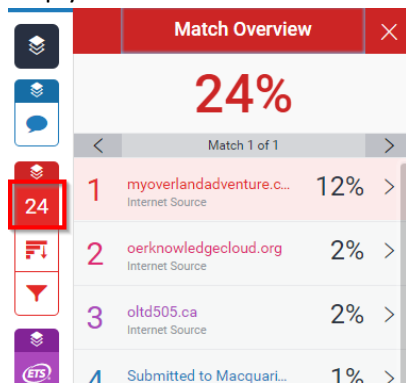 Match Overview
24%
Match 1 of 1
24
1 myoverlandadventure.c... 12%
Internet Source
2 oerknowledgecloud.org 2%
Internet Source
3 oltd505.ca 2%
Internet Source
ETS
4 Submitted to Macquari... 1%